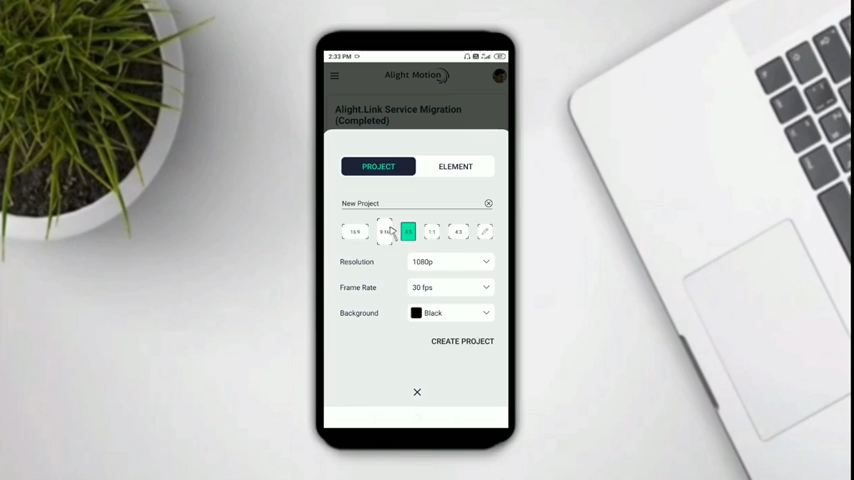 2:33 PM
Alight Motion
Alight.Link Service Migration
(Completed)
PROJECT ELEMENT
New Project
16:9 9:16 4:5 1:1 4:3
Resolution 1080p
Frame Rate 30 fps
Background Black
CREATE PROJECT